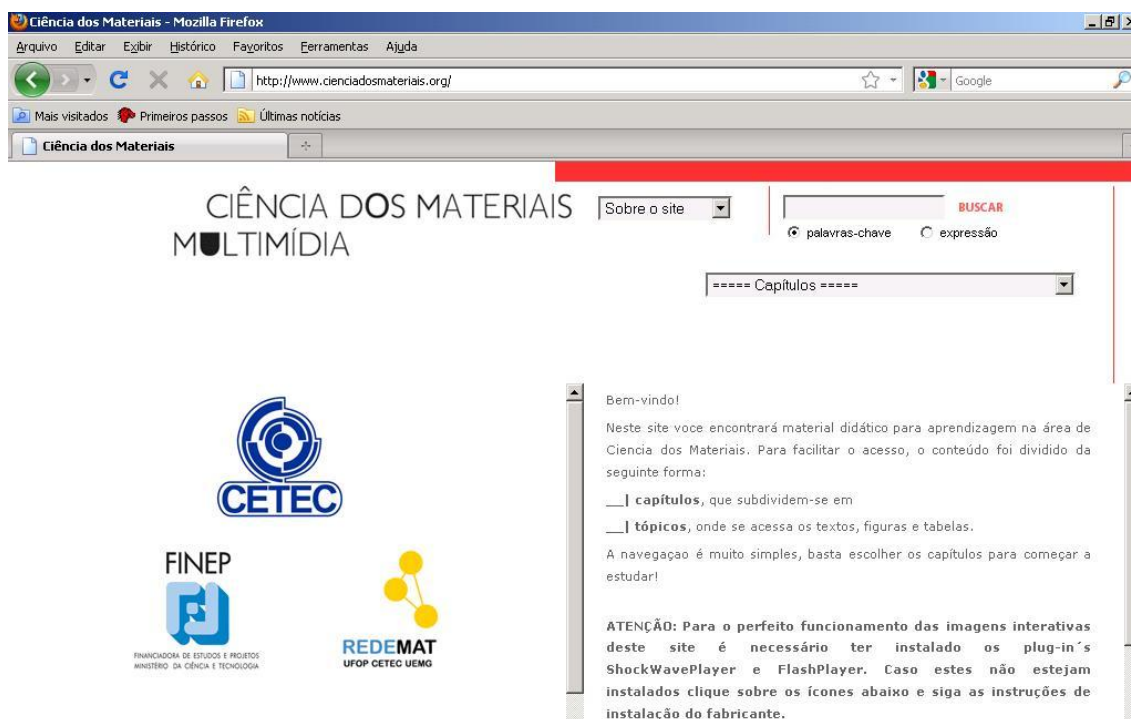 Ciência dos Materiais - Mozilla Firefox
Arquivo Editar Exibir Histórico Favoritos Ferramentas Ajuda
http://www.cienciadosmateriais.org/
Google
Mais visitados Primeiros passos Últimas notícias
Ciência dos Materiais
CIÊNCIA DOS MATERIAIS
MULTIMÍDIA
Sobre o site
BUSCAR
palavras-chave expressão
===== Capítulos =====
CETEC
FINEP
FINANCIADORA DE ESTUDOS E PROJETOS
MINISTÉRIO DA CIÊNCIA E TECNOLOGIA
REDEMAT
UFOP CETEC UEMG
Bem-vindo!
Neste site voce encontrará material didático para aprendizagem na área de
Ciencia dos Materiais. Para facilitar o acesso, o conteúdo foi dividido da
seguinte forma:
__| capítulos, que subdividem-se em
__| tópicos, onde se acessa os textos, figuras e tabelas.
A navegaçao é muito simples, basta escolher os capítulos para começar a
estudar!
ATENÇÃO: Para o perfeito funcionamento das imagens interativas
deste site é necessário ter instalado os plug-in´s
ShockWavePlayer e FlashPlayer. Caso estes não estejam
instalados clique sobre os ícones abaixo e siga as instruções de
instalação do fabricante.